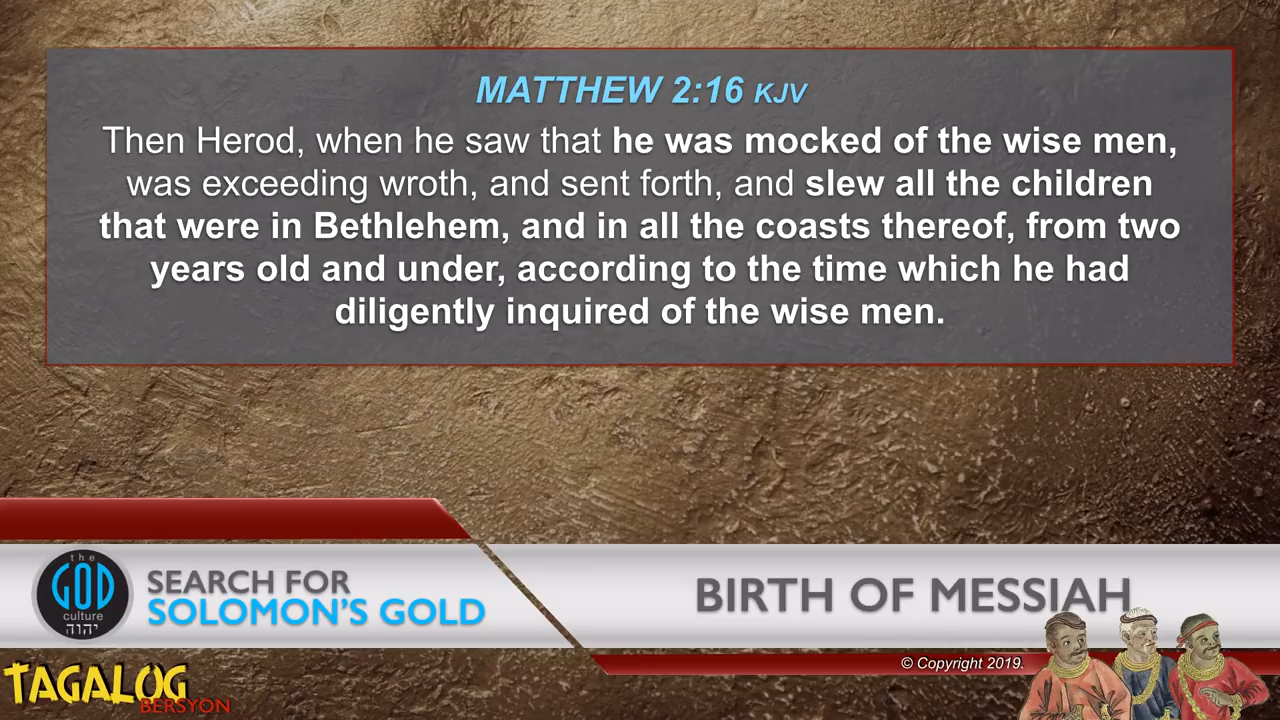 MATTHEW 2:16 KJV
Then Herod, when he saw that he was mocked of the wise men,
was exceeding wroth, and sent forth, and slew all the children
that were in Bethlehem, and in all the coasts thereof, from two
years old and under, according to the time which he had
diligently inquired of the wise men.
the
GOD
culture
יהוה
SEARCH FOR
SOLOMON'S GOLD
BIRTH OF MESSIAH
© Copyright 2019.
TAGALOG
BERSYON